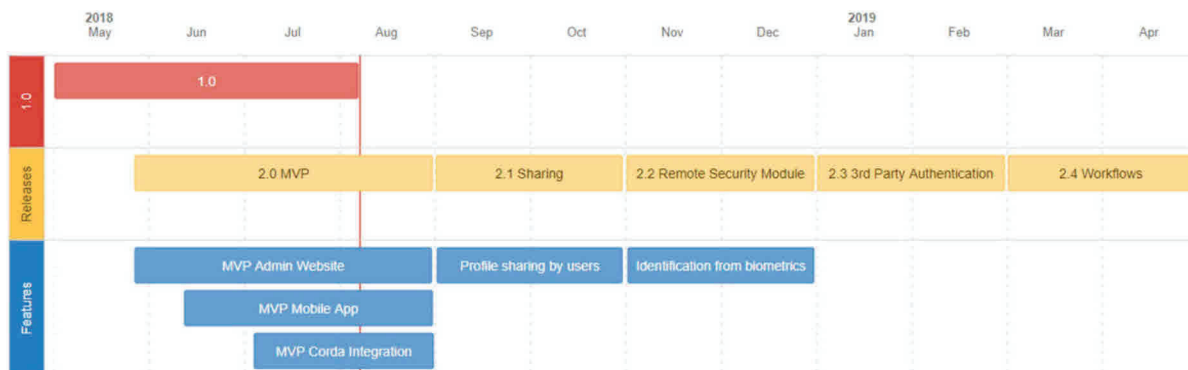 2018
2019
May Jun Jul Aug Sep Oct Nov Dec Jan Feb Mar Apr
1.0
1.0
Releases
2.0 MVP 2.1 Sharing 2.2 Remote Security Module 2.3 3rd Party Authentication 2.4 Workflows
Features
MVP Admin Website Profile sharing by users Identification from biometrics
MVP Mobile App
MVP Corda Integration